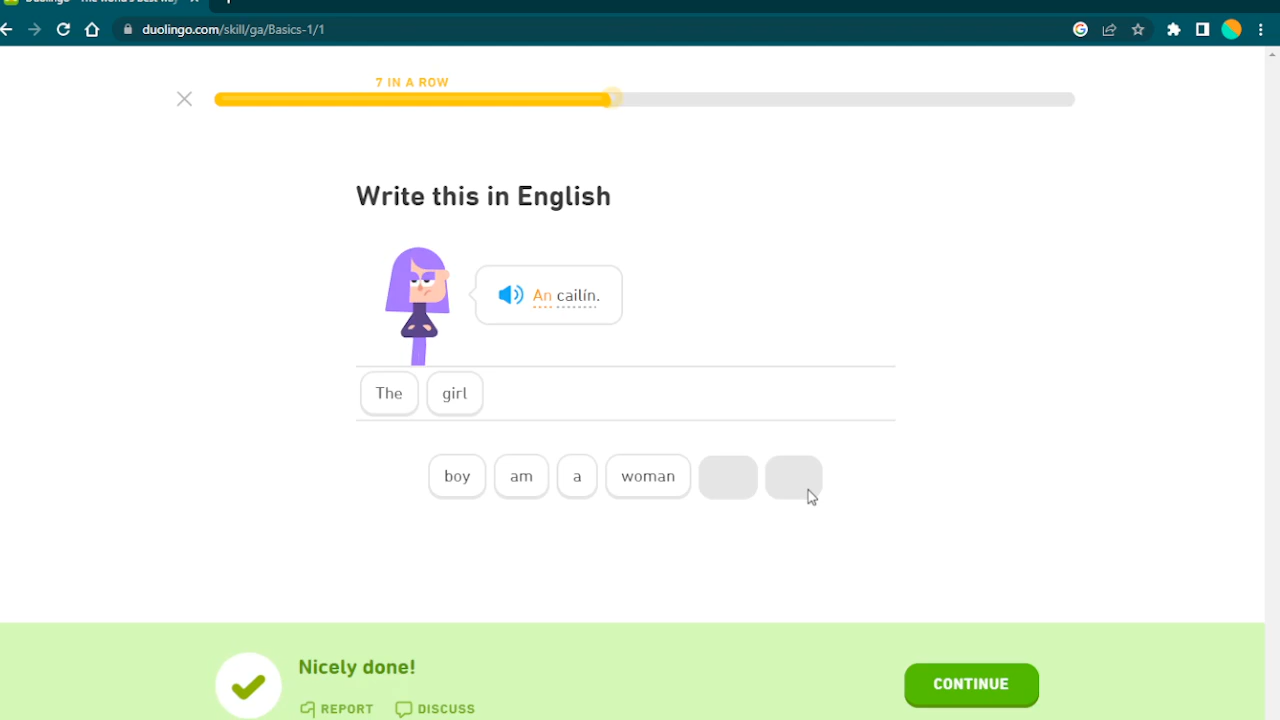 duolingo.com/skill/ga/Basics-1/1
7 IN A ROW
Write this in English
An cailín.
The girl
boy am a woman
Nicely done!
CONTINUE
REPORT DISCUSS